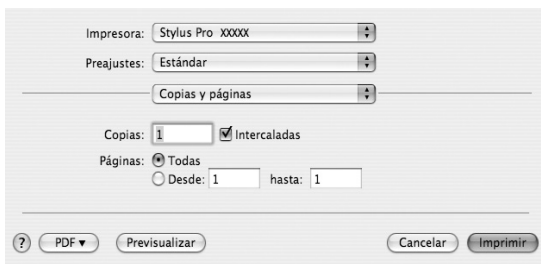 Impresora: Stylus Pro XXXXX
Preajustes: Estándar
Copias y páginas
Copias: 1 Intercaladas
Páginas: Todas
Desde: 1 hasta: 1
? PDF Previsualizar Cancelar Imprimir